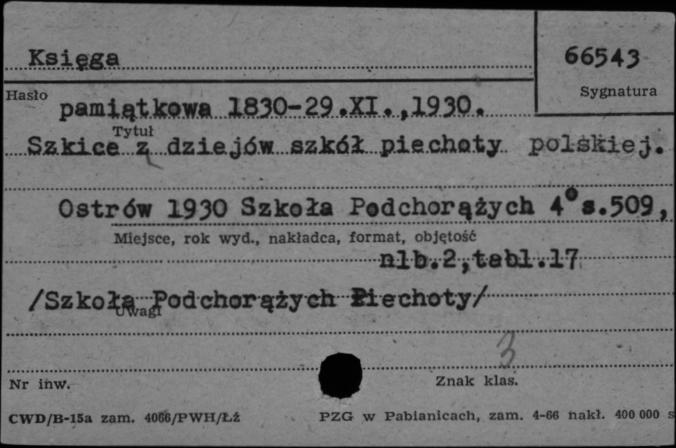 Księga
66543
Sygnatura
Hasło
pamiątkowa 1830-29.XI.,1930.
Tytuł
Szkice z dziejów szkół piechoty polskiej.
Ostrów 1930 Szkoła Podchorążych 4° s.509,
Miejsce, rok wyd., nakładca, format, objętość
nlb.2,tabl.17
/Szkoła Podchorążych Piechoty/
Uwagi
3
Nr inw.
Znak klas.
CWD/B-15a zam. 4066/PWH/Łź
PZG w Pabianicach, zam. 4-66 nakł. 400 000 s